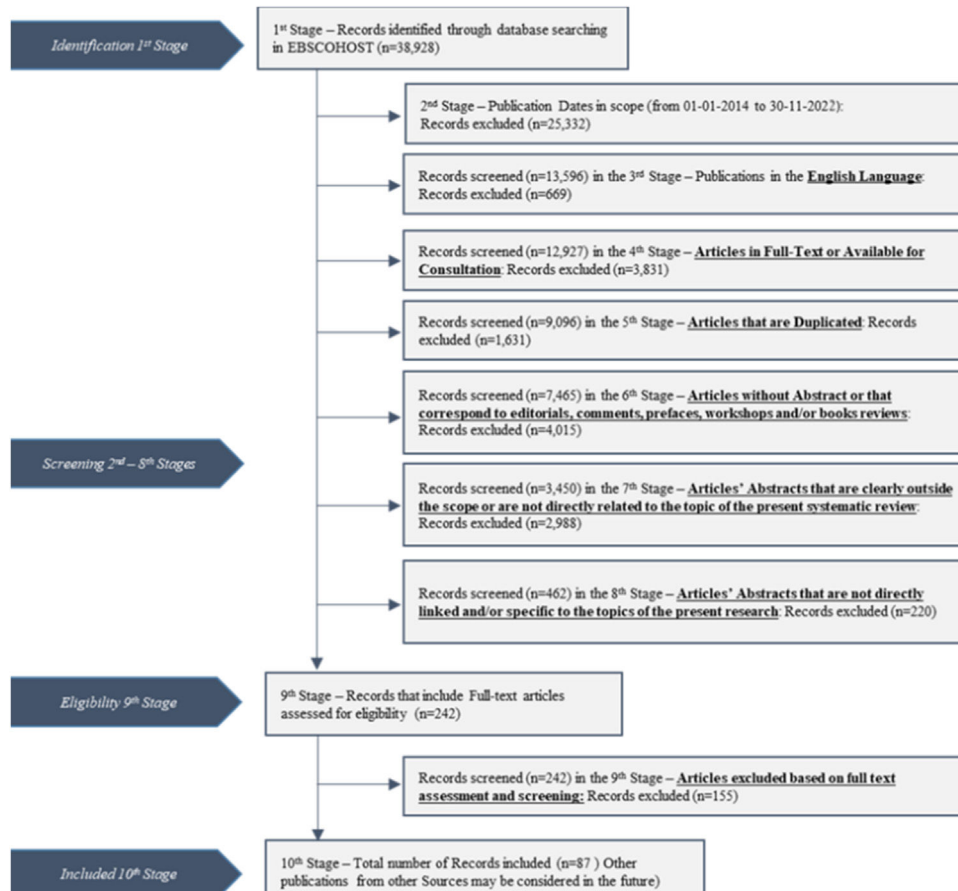 Identification 1st Stage
1st Stage – Records identified through database searching
in EBSCOHOST (n=38,928)
2nd Stage – Publication Dates in scope (from 01-01-2014 to 30-11-2022):
Records excluded (n=25,332)
Records screened (n=13,596) in the 3rd Stage – Publications in the English Language:
Records excluded (n=669)
Records screened (n=12,927) in the 4th Stage – Articles in Full-Text or Available for
Consultation: Records excluded (n=3,831)
Records screened (n=9,096) in the 5th Stage – Articles that are Duplicated: Records
excluded (n=1,631)
Records screened (n=7,465) in the 6th Stage – Articles without Abstract or that
correspond to editorials, comments, prefaces, workshops and/or books reviews:
Records excluded (n=4,015)
Screening 2nd – 8th Stages
Records screened (n=3,450) in the 7th Stage – Articles' Abstracts that are clearly outside
the scope or are not directly related to the topic of the present systematic review:
Records excluded (n=2,988)
Records screened (n=462) in the 8th Stage – Articles' Abstracts that are not directly
linked and/or specific to the topics of the present research: Records excluded (n=220)
Eligibility 9th Stage
9th Stage – Records that include Full-text articles
assessed for eligibility (n=242)
Records screened (n=242) in the 9th Stage – Articles excluded based on full text
assessment and screening: Records excluded (n=155)
Included 10th Stage
10th Stage – Total number of Records included (n=87 ) Other
publications from other Sources may be considered in the future)